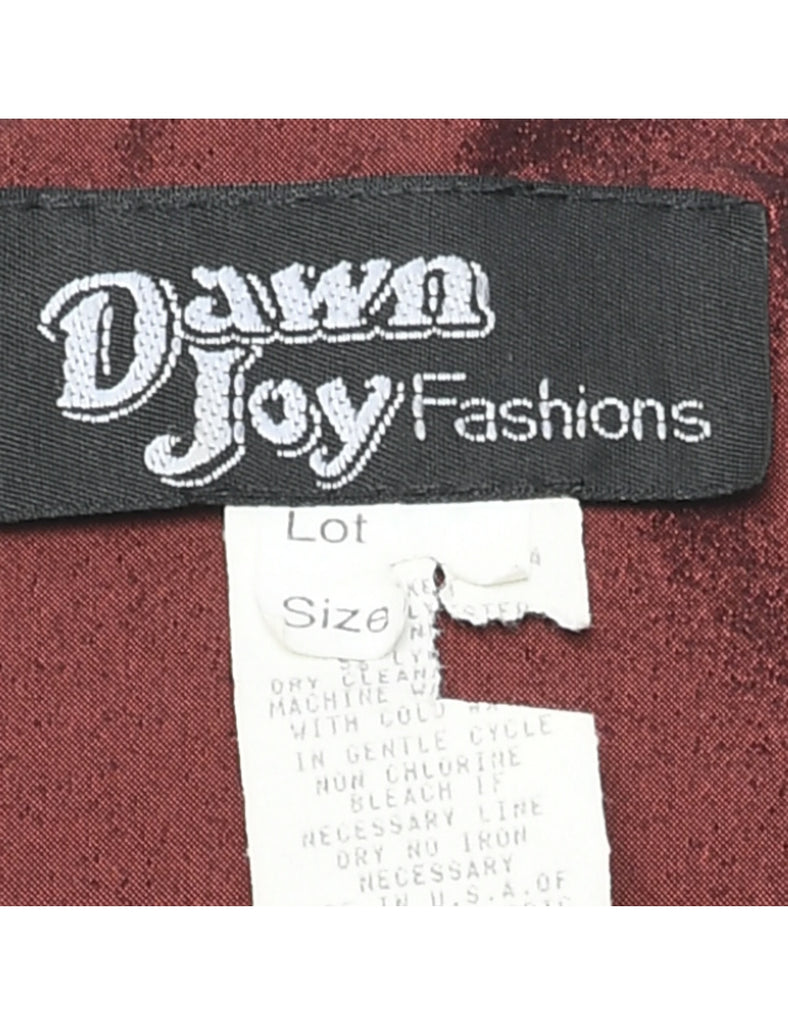 Dawn
Joy Fashions
Lot
Size
DRY CLEAN
MACHINE
WITH COLD
IN GENTLE CYCLE
NON CHLORINE
BLEACH IF
NECESSARY LINE
DRY NO IRON
NECESSARY
IN U.S.A.OF